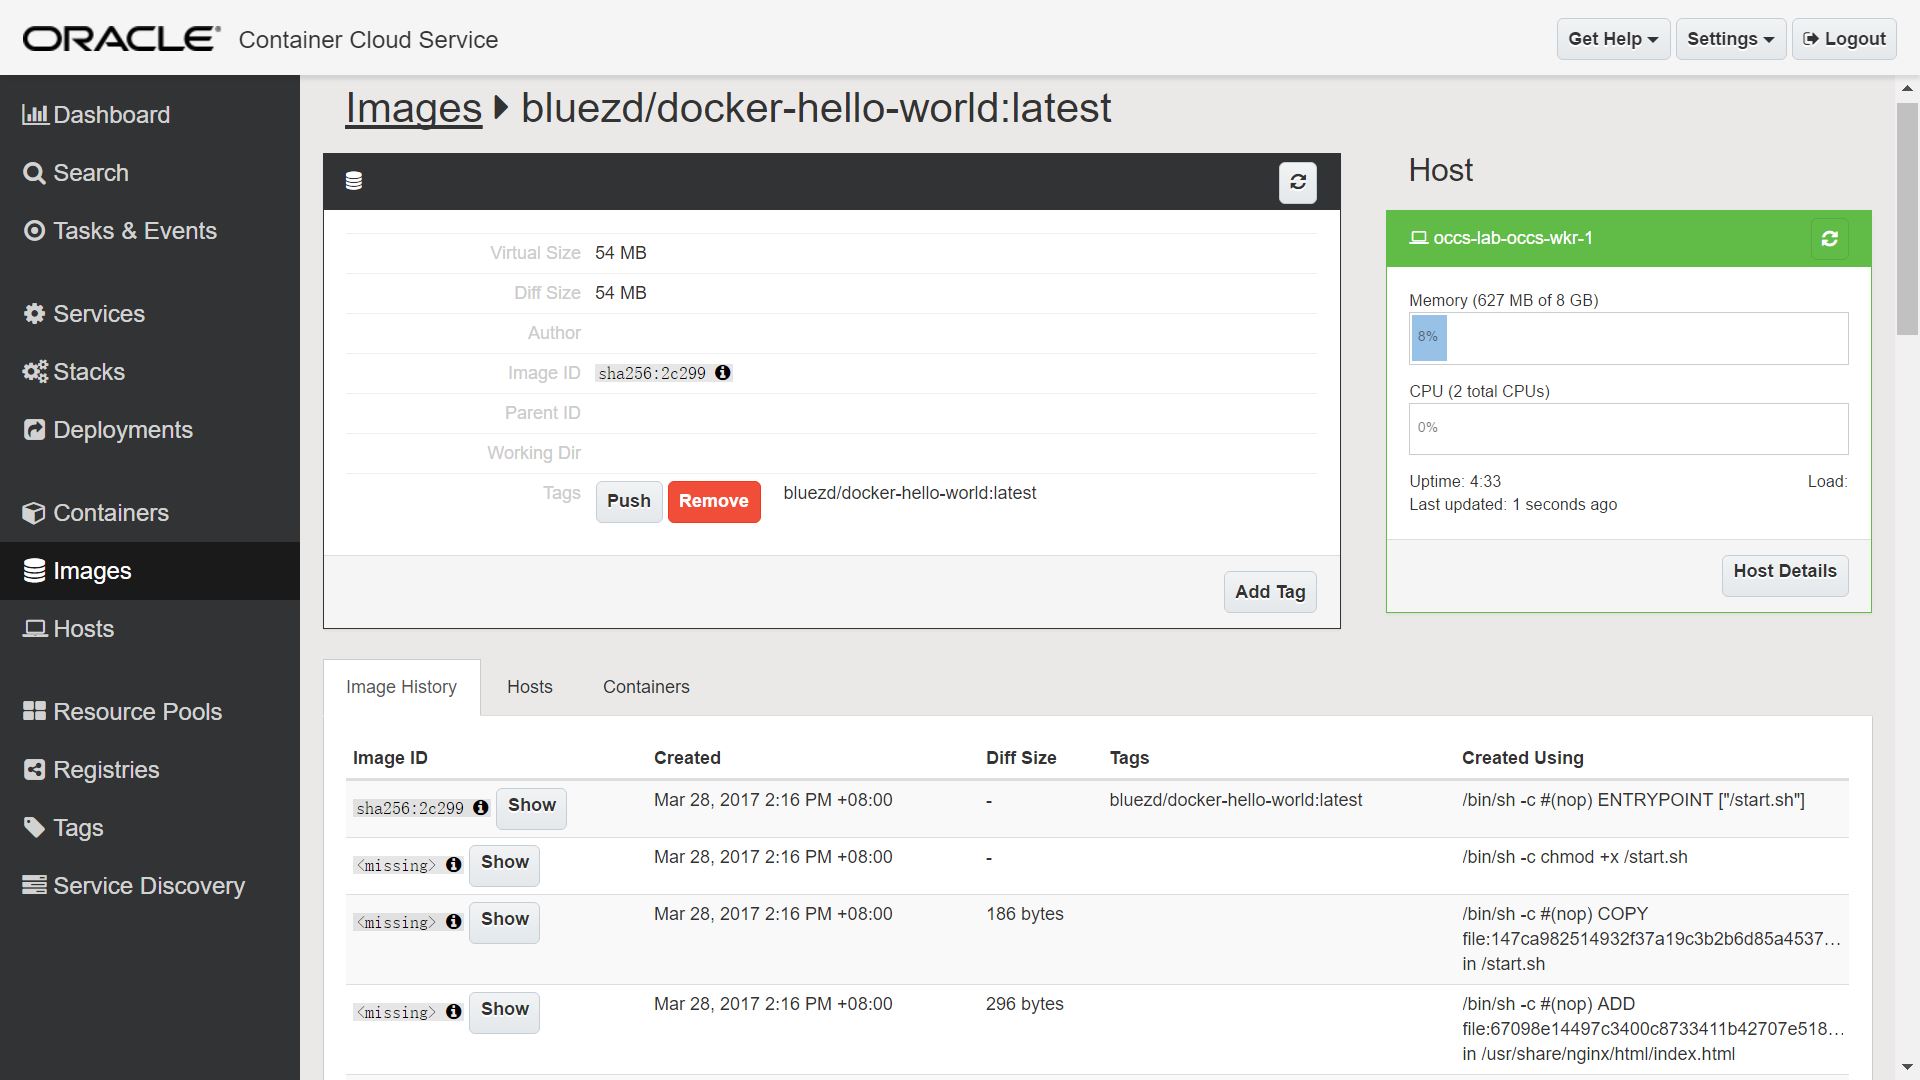 ORACLE® Container Cloud Service
Get Help
Settings
Logout
Dashboard
Search
Tasks & Events
Services
Stacks
Deployments
Containers
Images
Hosts
Resource Pools
Registries
Tags
Service Discovery
Images bluezd/docker-hello-world:latest
Virtual Size 54 MB
Diff Size 54 MB
Author
Image ID sha256:2c299
Parent ID
Working Dir
Tags Push Remove bluezd/docker-hello-world:latest
Add Tag
Host
occs-lab-occs-wkr-1
Memory (627 MB of 8 GB)
8%
CPU (2 total CPUs)
0%
Uptime: 4:33 Load:
Last updated: 1 seconds ago
Host Details
Image History Hosts Containers
Image ID Created Diff Size Tags Created Using
sha256:2c299 Show Mar 28, 2017 2:16 PM +08:00 - bluezd/docker-hello-world:latest /bin/sh -c #(nop) ENTRYPOINT ["/start.sh"]
<missing> Show Mar 28, 2017 2:16 PM +08:00 - /bin/sh -c chmod +x /start.sh
<missing> Show Mar 28, 2017 2:16 PM +08:00 186 bytes /bin/sh -c #(nop) COPY
file:147ca982514932f37a19c3b2b6d85a4537…
in /start.sh
<missing> Show Mar 28, 2017 2:16 PM +08:00 296 bytes /bin/sh -c #(nop) ADD
file:67098e14497c3400c8733411b42707e518…
in /usr/share/nginx/html/index.html